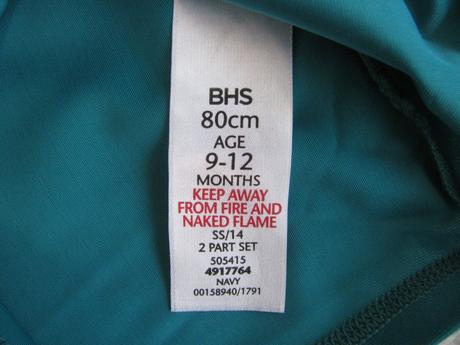 BHS
80cm
AGE
9-12
MONTHS
KEEP AWAY
FROM FIRE AND
NAKED FLAME
SS/14
2 PART SET
505415
4917764
NAVY
00158940/1791